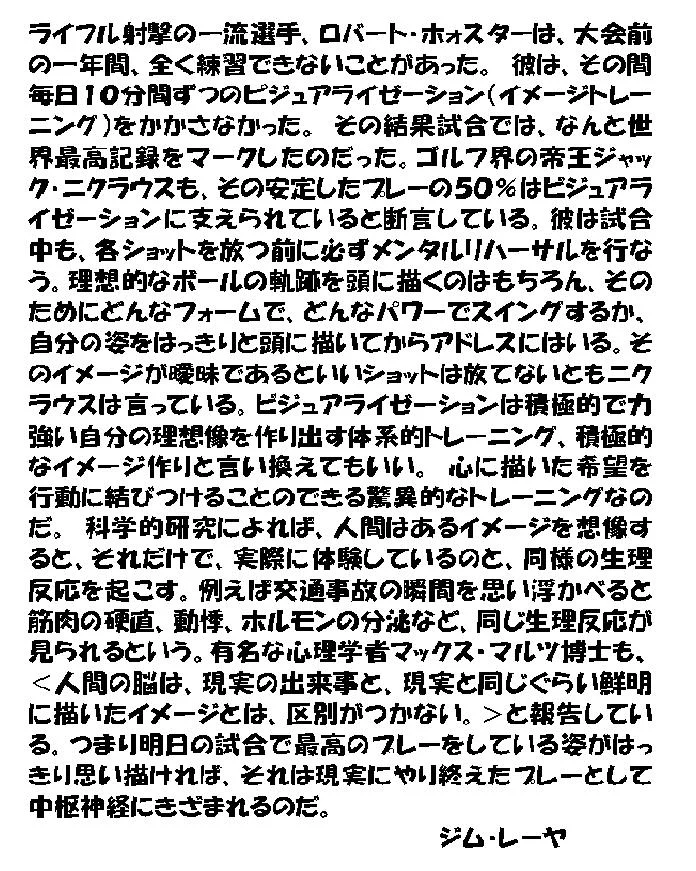 ライフル射撃の一流選手、ロバート・ホォスターは、大会前
の一年間、全く練習できないことがあった。 彼は、その間
毎日10分間ずつのビジュアライゼーション(イメージトレー
ニング)をかかさなかった。 その結果試合では、なんと世
界最高記録をマークしたのだった。ゴルフ界の帝王ジャッ
ク・ニクラウスも、その安定したプレーの50%はビジュアラ
イゼーションに支えられていると断言している。彼は試合
中も、各ショットを放つ前に必ずメンタルリハーサルを行な
う。理想的なボールの軌跡を頭に描くのはもちろん、その
ためにどんなフォームで、どんなパワーでスイングするか、
自分の姿をはっきりと頭に描いてからアドレスにはいる。そ
のイメージが曖昧であるといいショットは放てないともニク
ラウスは言っている。ビジュアライゼーションは積極的で力
強い自分の理想像を作り出す体系的トレーニング、積極的
なイメージ作りと言い換えてもいい。 心に描いた希望を
行動に結びつけることのできる驚異的なトレーニングなの
だ。 科学的研究によれば、人間はあるイメージを想像す
ると、それだけで、実際に体験しているのと、同様の生理
反応を起こす。例えば交通事故の瞬間を思い浮かべると
筋肉の硬直、動悸、ホルモンの分泌など、同じ生理反応が
見られるという。有名な心理学者マックス・マルツ博士も、
<人間の脳は、現実の出来事と、現実と同じぐらい鮮明
に描いたイメージとは、区別がつかない。>と報告してい
る。つまり明日の試合で最高のプレーをしている姿がはっ
きり思い描ければ、それは現実にやり終えたプレーとして
中枢神経にきざまれるのだ。
ジム・レーヤ